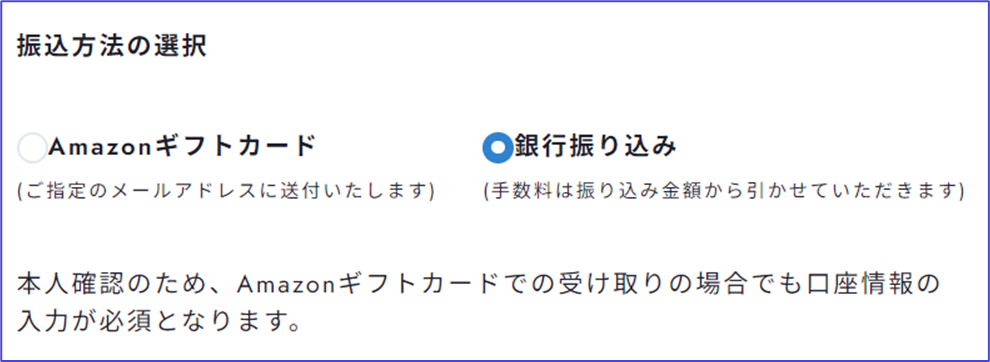 振込方法の選択
Amazonギフトカード 銀行振り込み
(ご指定のメールアドレスに送付いたします) (手数料は振り込み金額から引かせていただきます)
本人確認のため、Amazonギフトカードでの受け取りの場合でも口座情報の
入力が必須となります。